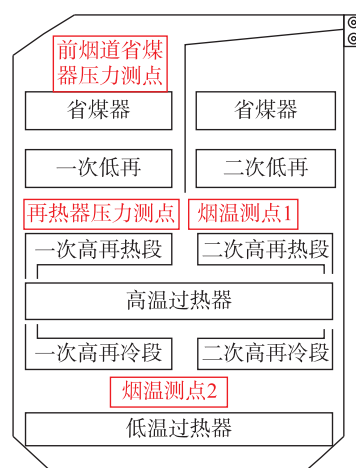 前烟道省煤
器压力测点
省煤器
省煤器
一次低再
二次低再
再热器压力测点
烟温测点1
一次高再热段
二次高再热段
高温过热器
一次高再冷段
二次高再冷段
烟温测点2
低温过热器